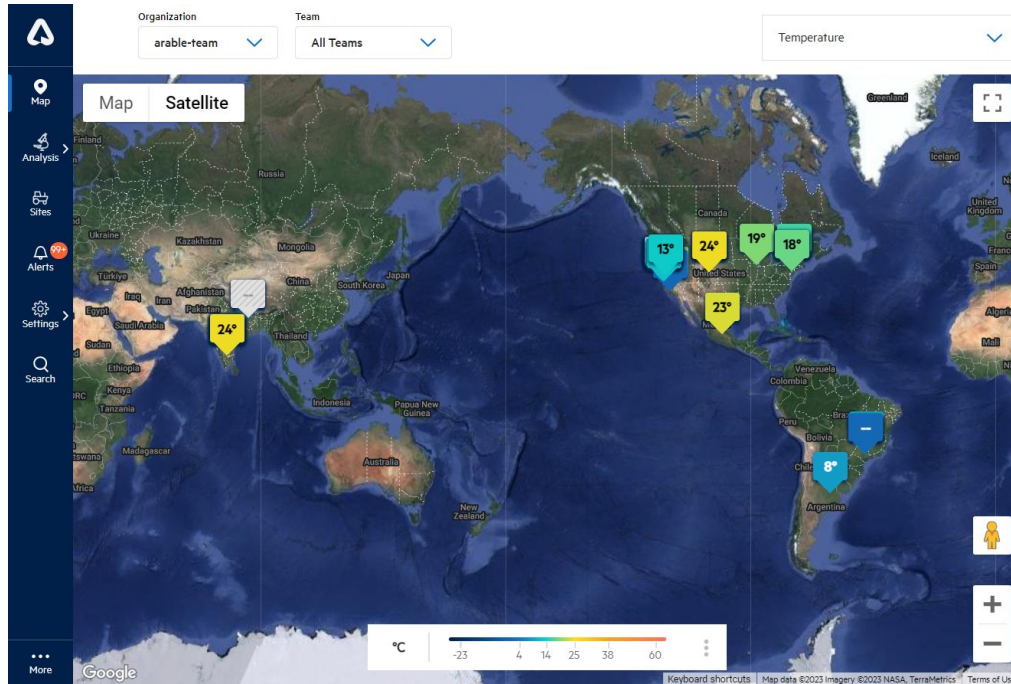 Organization
Team
arable-team
All Teams
Temperature
Map
Analysis
Sites
99+
Alerts
Settings
Search
More
Map
Satellite
Greenland
Finland
Iceland
Russia
Canada
United
Kingdom
Ukraine
Kazakhstan
Mongolia
13°
24°
19°
18°
United States
Spain
Türkiye
China
Japan
South Korea
Afghanistan
Iraq
Iran
Pakistan
Egypt
Saudi Arabia
–
24°
23°
Algeria
Mali
Sudan
Thailand
Ethiopia
Kenya
DRC
Tanzania
Venezuela
Colombia
Indonesia
Papua New
Guinea
Peru
Bolivia
–
Madagascar
Australia
8°
Argentina
New
Zealand
°C
-23
4
14
25
38
60
Google
Keyboard shortcuts
Map data ©2023 Imagery ©2023 NASA, TerraMetrics
Terms of Us